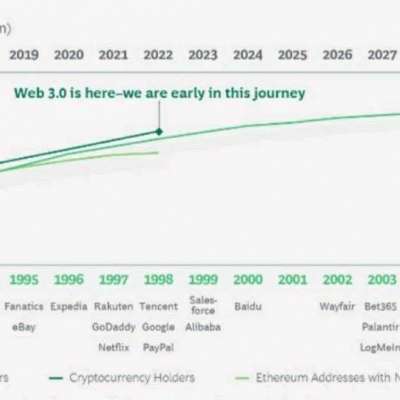 n)
2019 2020 2021 2022 2023 2024 2025 2026 2027
Web 3.0 is here–we are early in this journey
1995 1996 1997 1998 1999 2000 2001 2002 2003
Fanatics Expedia Rakuten Tencent Sales-force Baidu Wayfair Bet365
eBay GoDaddy Google Alibaba Palantir
Netflix PayPal LogMeIn
rs Cryptocurrency Holders Ethereum Addresses with N